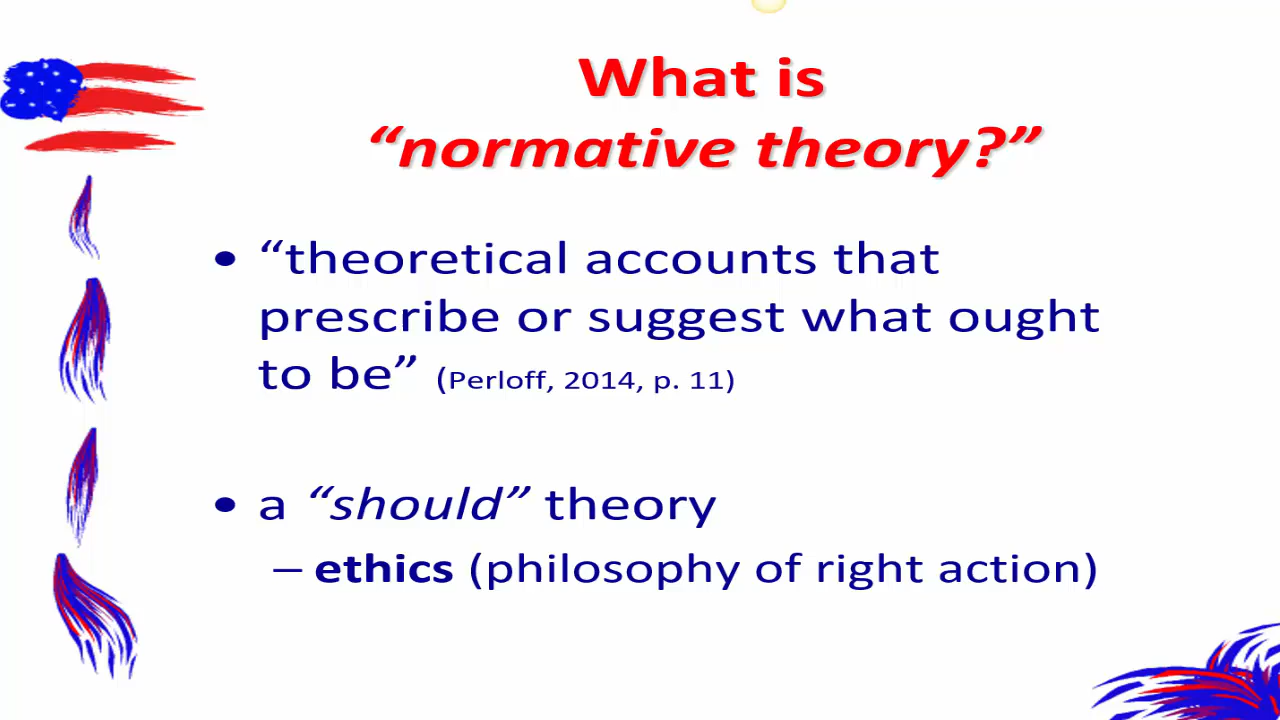 What is
“normative theory?”
• “theoretical accounts that
prescribe or suggest what ought
to be” (Perloff, 2014, p. 11)
• a “should” theory
– ethics (philosophy of right action)